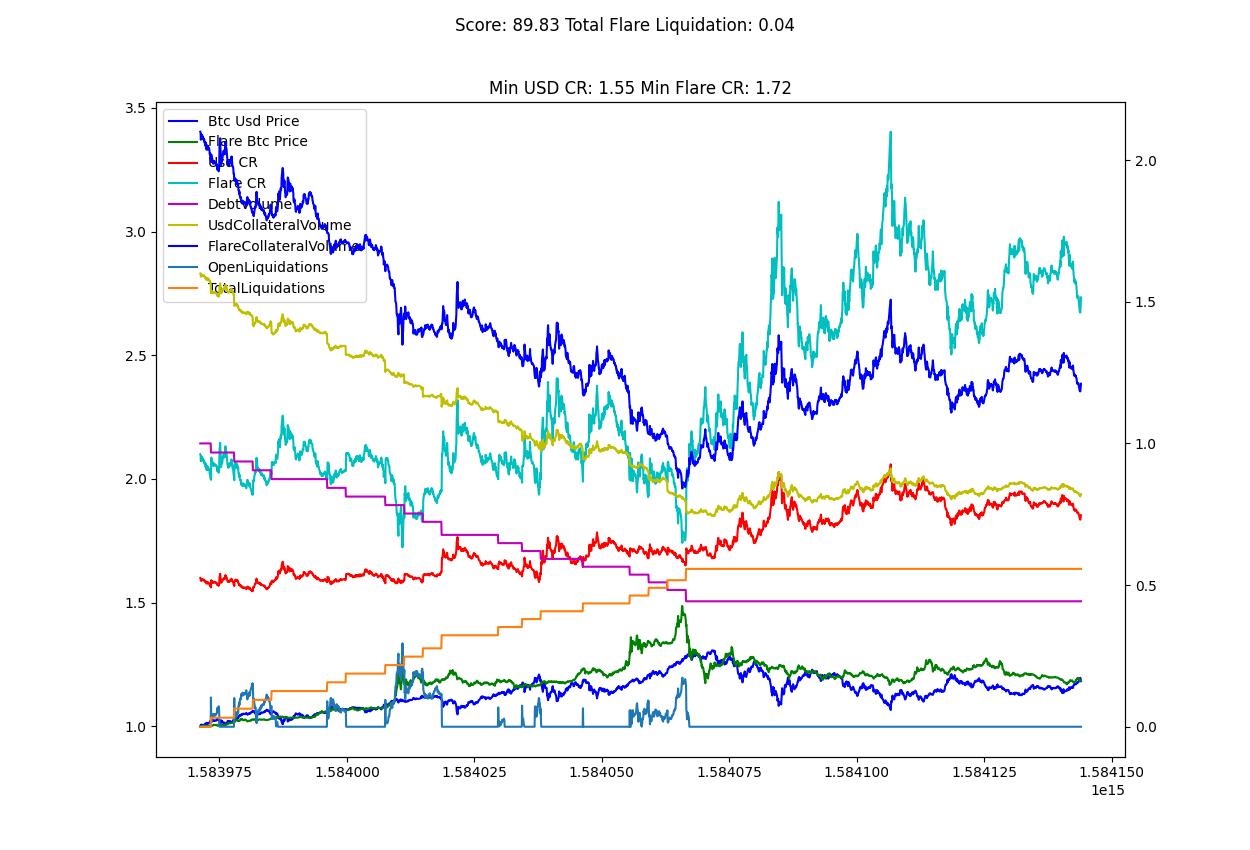 Score: 89.83 Total Flare Liquidation: 0.04
Min USD CR: 1.55 Min Flare CR: 1.72
3.5
3.0
2.5
2.0
1.5
1.0
Btc Usd Price
Flare Btc Price
Usd CR
Flare CR
DebtVolume
UsdCollateralVolume
FlareCollateralVolume
OpenLiquidations
TotalLiquidations
2.0
1.5
1.0
0.5
0.0
1.583975 1.584000 1.584025 1.584050 1.584075 1.584100 1.584125 1.584150
1e15